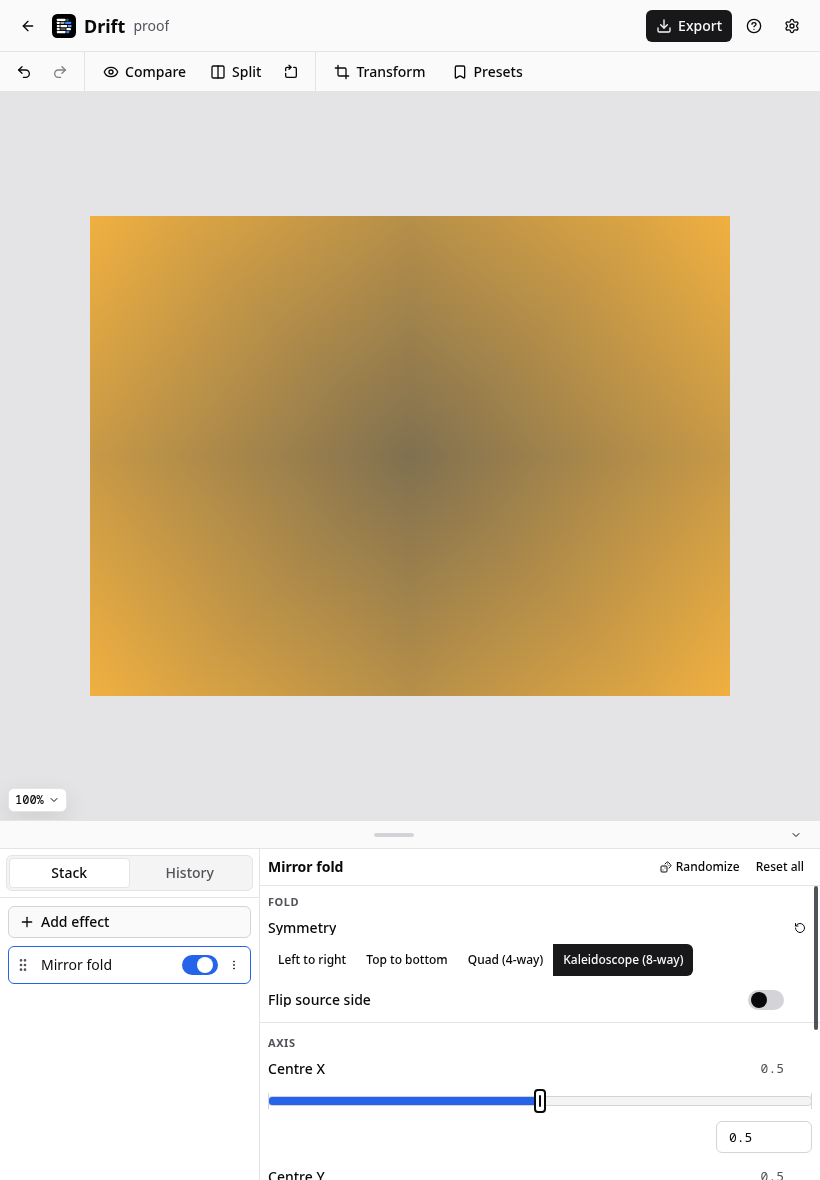 Drift proof
Export
Compare Split Transform Presets
100%
Stack History
Add effect
Mirror fold
Mirror fold Randomize Reset all
FOLD
Symmetry
Left to right Top to bottom Quad (4-way) Kaleidoscope (8-way)
Flip source side
AXIS
Centre X 0.5
0.5
Centre Y 0.5